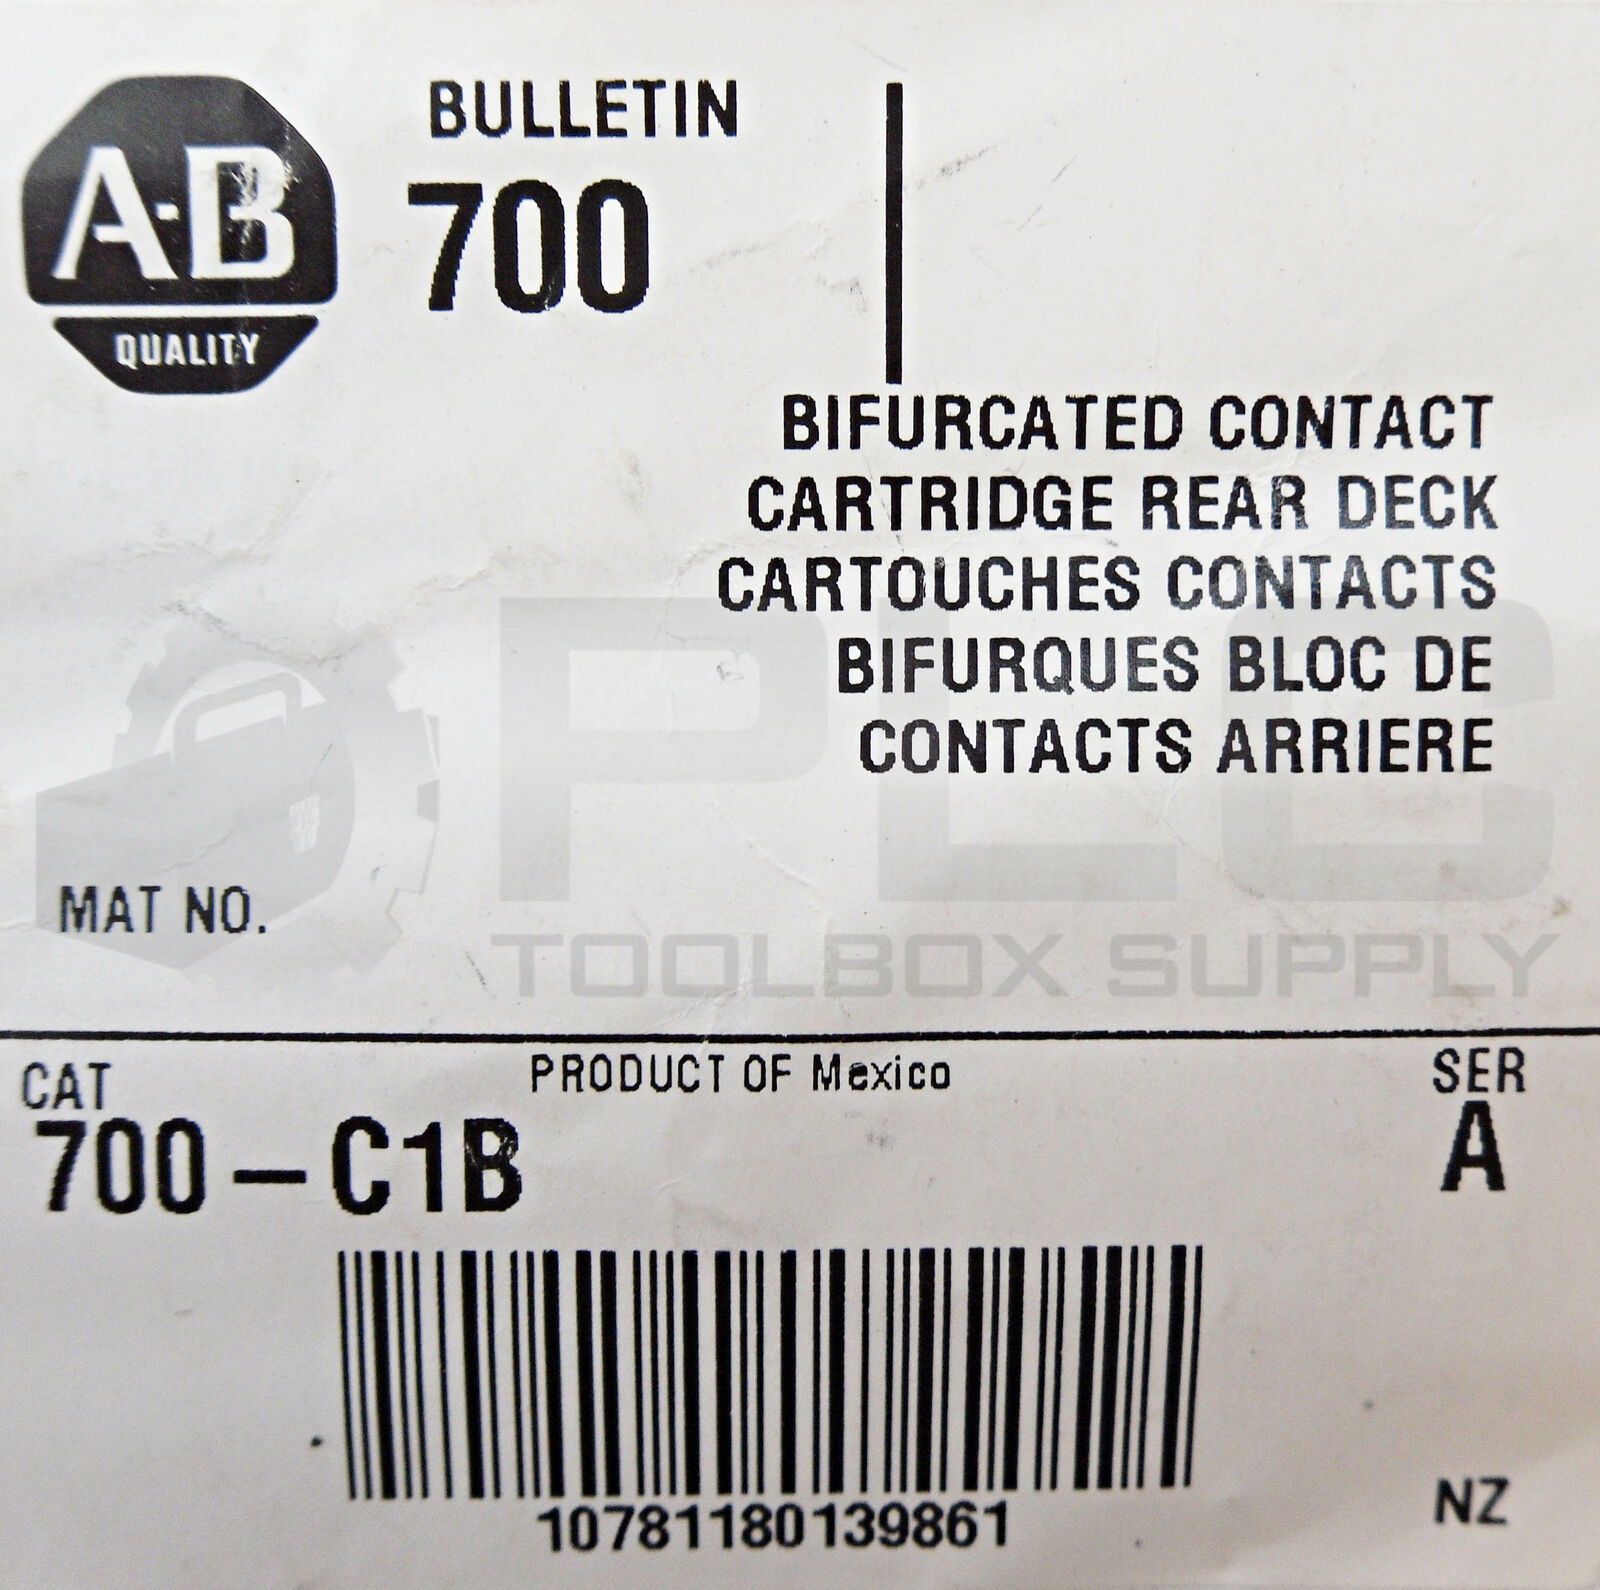 A-B
QUALITY
BULLETIN
700
BIFURCATED CONTACT
CARTRIDGE REAR DECK
CARTOUCHES CONTACTS
BIFURQUES BLOC DE
CONTACTS ARRIERE
PLC
TOOLBOX SUPPLY
MAT NO.
CAT
PRODUCT OF Mexico
SER
700-C1B
A
10781180139861
NZ